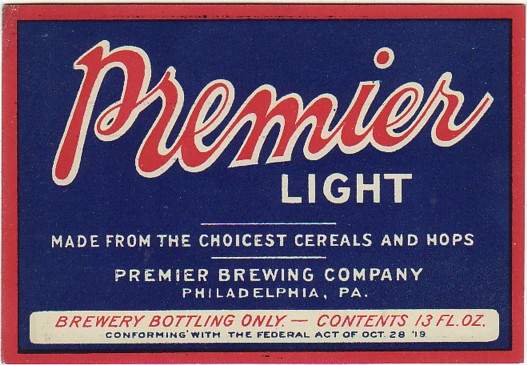 Premier
LIGHT
MADE FROM THE CHOICEST CEREALS AND HOPS
PREMIER BREWING COMPANY
PHILADELPHIA, PA.
BREWERY BOTTLING ONLY — CONTENTS 13 FL. OZ.
CONFORMING WITH THE FEDERAL ACT OF OCT. 28 '19